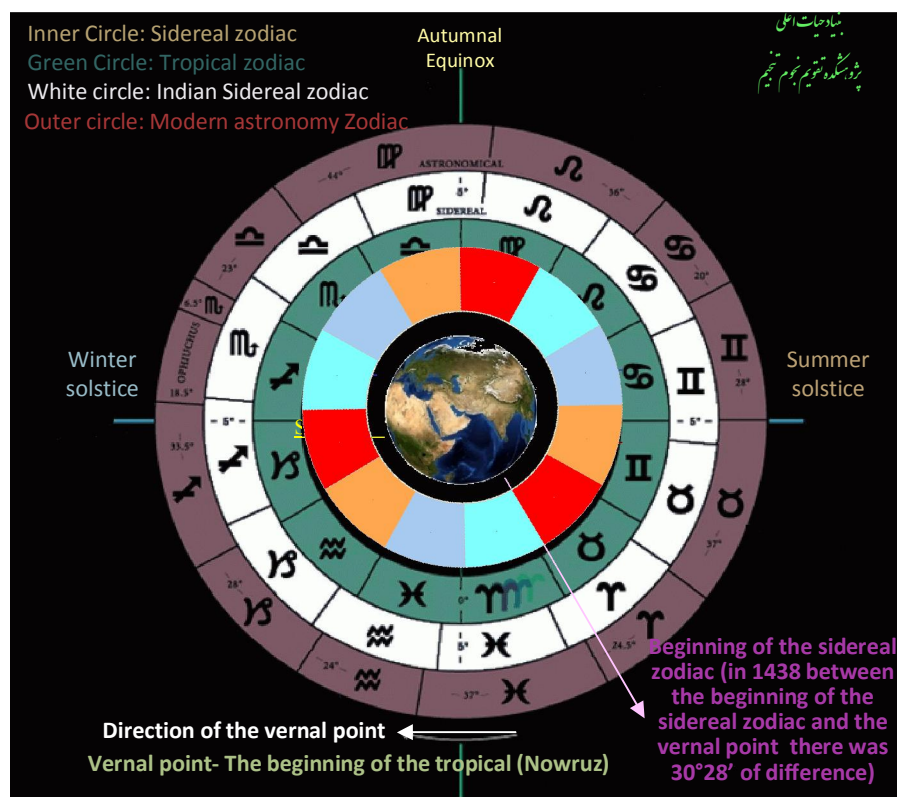 Inner Circle: Sidereal zodiac
Green Circle: Tropical zodiac
White circle: Indian Sidereal zodiac
Outer circle: Modern astronomy Zodiac
Autumnal
Equinox
بنیاد حیات اعلی
پژوهشکده تقویم نجوم تنجیم
♍ ASTRONOMICAL ♌
44°
36°
♍ 5° ♌
SIDEREAL
♎ ♎ ♎ ♍ ♋ ♋
23°
20°
6.5° ♏ ♏ ♌
OPHIUCHUS
♏ ♊
28°
18.5°
♐ ♋ ♊
Winter
solstice
Summer
solstice
5°
5°
S
33.5°
♐ ♐ ♑ ♊ ♉ ♉
37°
♑ ♒ ♉ ♈
28°
♑ ♓ 0° ♈ ♈
24.5°
♒ 5° ♓
24°
♒ 37° ♓
Beginning of the sidereal
zodiac (in 1438 between
the beginning of the
sidereal zodiac and the
vernal point there was
30°28’ of difference)
Direction of the vernal point
Vernal point- The beginning of the tropical (Nowruz)